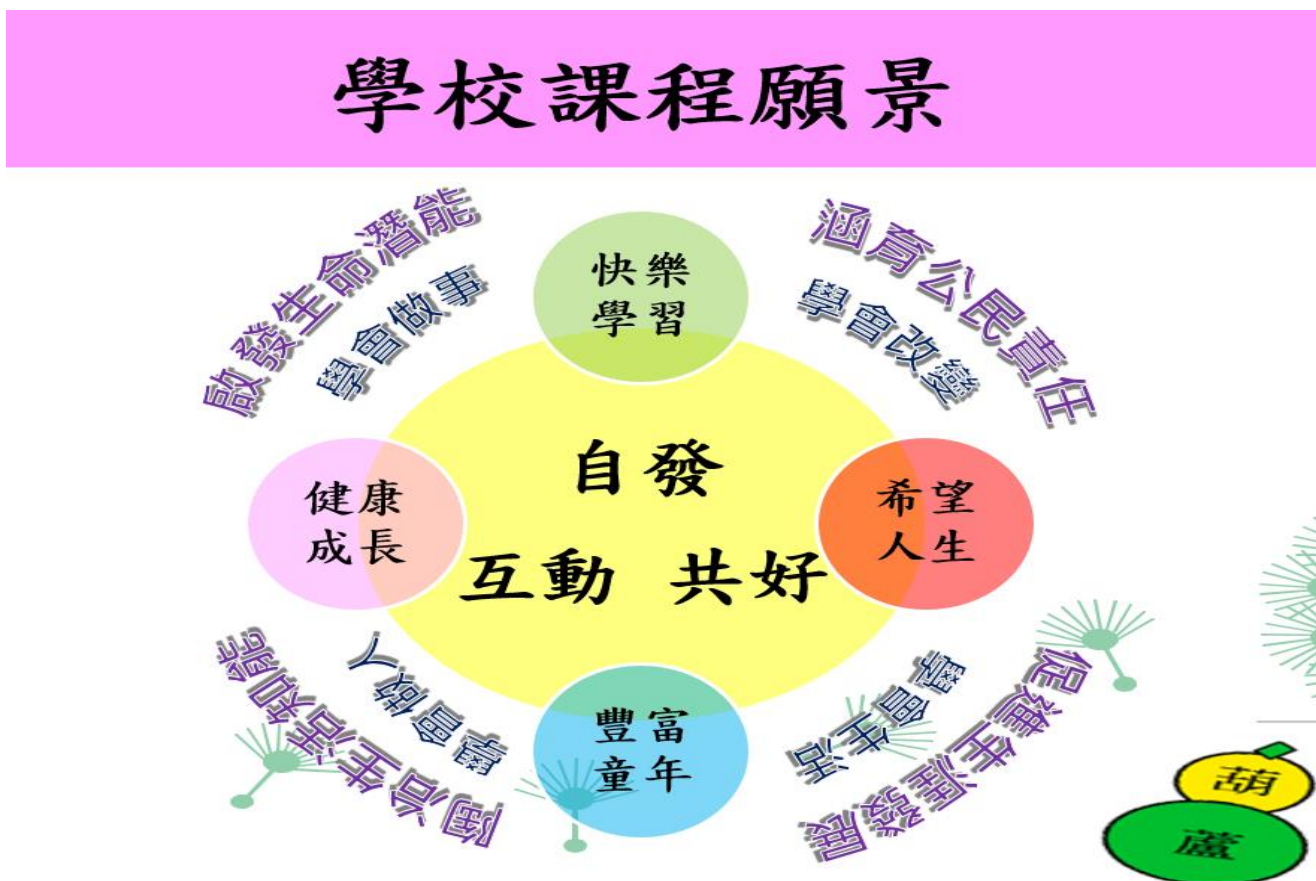 學校課程願景
啟發生命潛能
學會做事
快樂
學習
涵育公民責任
學會改變
健康
成長
自發
互動 共好
希望
人生
陶冶生活知能
學會做人
豐富
童年
學會生活
促進生涯發展
葫
蘆